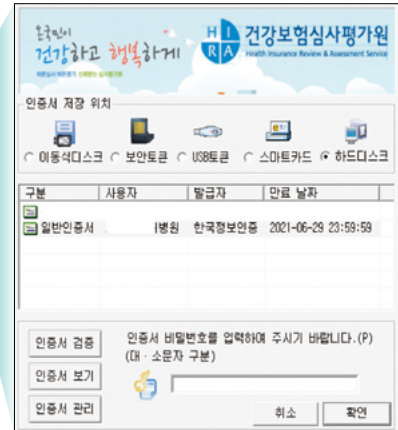 온국민이
건강하고 행복하게
HIRA 건강보험심사평가원
Health Insurance Review & Assessment Service
인증서 저장 위치
이동식디스크 보안토큰 USB토큰 스마트카드 하드디스크
구분 사용자 발급자 만료 날짜
일반인증서 병원 한국정보인증 2021-06-29 23:59:59
인증서 검증
인증서 비밀번호를 입력하여 주시기 바랍니다.(P)
(대·소문자 구분)
인증서 보기
인증서 관리
취소 확인